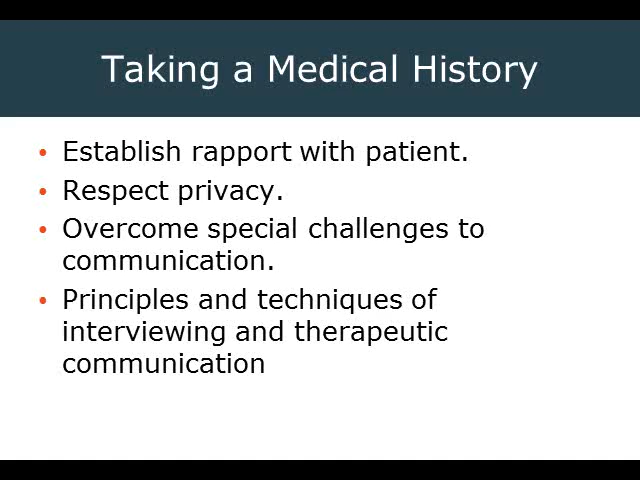 Taking a Medical History
• Establish rapport with patient.
• Respect privacy.
• Overcome special challenges to
communication.
• Principles and techniques of
interviewing and therapeutic
communication